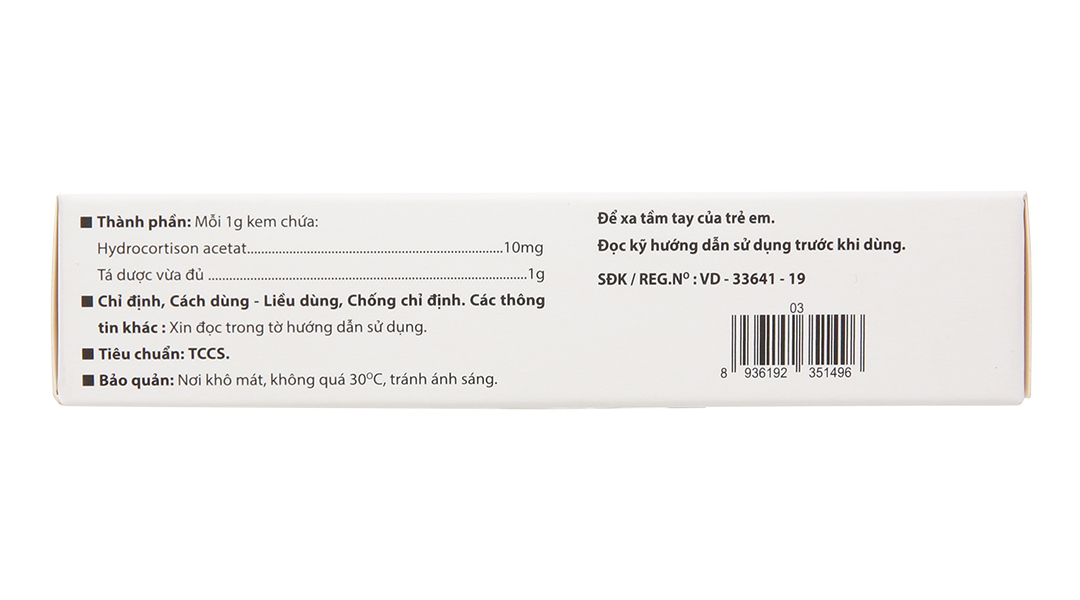 ■ Thành phần: Mỗi 1g kem chứa:
Hydrocortison acetat..........................................................10mg
Tá dược vừa đủ ........................................................................1g
■ Chỉ định, Cách dùng - Liều dùng, Chống chỉ định. Các thông
tin khác : Xin đọc trong tờ hướng dẫn sử dụng.
■ Tiêu chuẩn: TCCS.
■ Bảo quản: Nơi khô mát, không quá 30⁰C, tránh ánh sáng.
Để xa tầm tay của trẻ em.
Đọc kỹ hướng dẫn sử dụng trước khi dùng.
SĐK / REG.Nº : VD - 33641 - 19
03
8 936192 351496